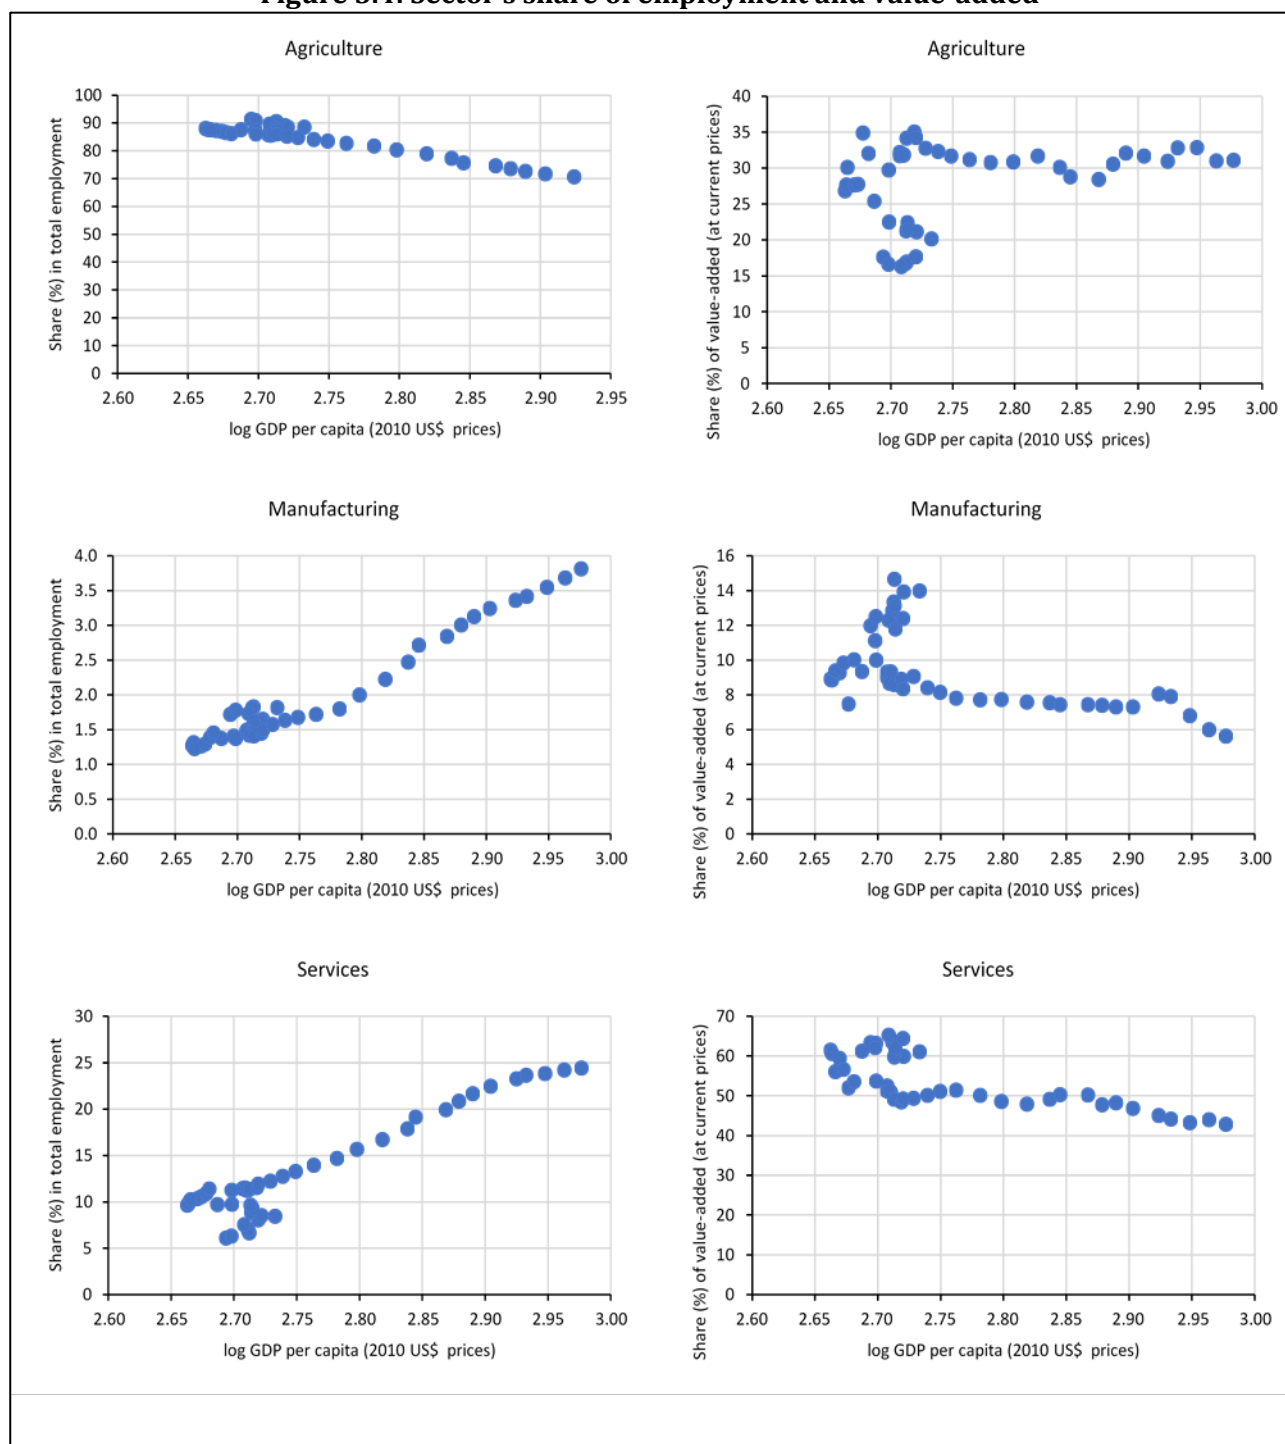 Figure 3.4: Sector's share of employment and value-added
Agriculture
Share (%) in total employment
100
90
80
70
60
50
40
30
20
10
0
2.60 2.65 2.70 2.75 2.80 2.85 2.90 2.95
log GDP per capita (2010 US$ prices)
Agriculture
Share (%) of value-added (at current prices)
40
35
30
25
20
15
10
5
0
2.60 2.65 2.70 2.75 2.80 2.85 2.90 2.95 3.00
log GDP per capita (2010 US$ prices)
Manufacturing
Share (%) in total employment
4.0
3.5
3.0
2.5
2.0
1.5
1.0
0.5
0.0
2.60 2.65 2.70 2.75 2.80 2.85 2.90 2.95 3.00
log GDP per capita (2010 US$ prices)
Manufacturing
Share (%) of value-added (at current prices)
16
14
12
10
8
6
4
2
0
2.60 2.65 2.70 2.75 2.80 2.85 2.90 2.95 3.00
log GDP per capita (2010 US$ prices)
Services
Share (%) in total employment
30
25
20
15
10
5
0
2.60 2.65 2.70 2.75 2.80 2.85 2.90 2.95 3.00
log GDP per capita (2010 US$ prices)
Services
Share (%) of value-added (at current prices)
70
60
50
40
30
20
10
0
2.60 2.65 2.70 2.75 2.80 2.85 2.90 2.95 3.00
log GDP per capita (2010 US$ prices)